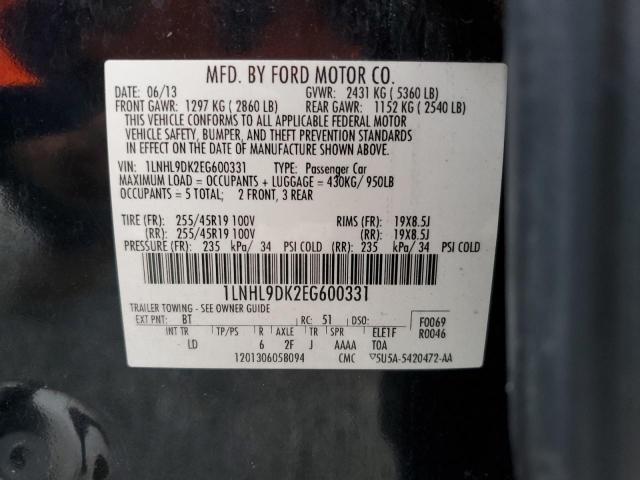 MFD. BY FORD MOTOR CO.
DATE: 06/13 GVWR: 2431 KG ( 5360 LB)
FRONT GAWR: 1297 KG ( 2860 LB) REAR GAWR: 1152 KG ( 2540 LB)
THIS VEHICLE CONFORMS TO ALL APPLICABLE FEDERAL MOTOR
VEHICLE SAFETY, BUMPER, AND THEFT PREVENTION STANDARDS
IN EFFECT ON THE DATE OF MANUFACTURE SHOWN ABOVE.
VIN: 1LNHL9DK2EG600331 TYPE: Passenger Car
MAXIMUM LOAD = OCCUPANTS + LUGGAGE = 430KG/ 950LB
OCCUPANTS = 5 TOTAL; 2 FRONT, 3 REAR
TIRE (FR): 255/45R19 100V RIMS (FR): 19X8.5J
(RR): 255/45R19 100V (RR): 19X8.5J
PRESSURE (FR): 235 kPa/ 34 PSI COLD (RR): 235 kPa/ 34 PSI COLD
1LNHL9DK2EG600331
TRAILER TOWING - SEE OWNER GUIDE
EXT PNT: BT RC: 51 DSO: F0069
INT TR TP/PS R AXLE TR SPR ELE1F R0046
LD 6 2F J AAAA TOA
1201306058094 CMC 5U5A-5420472-AA